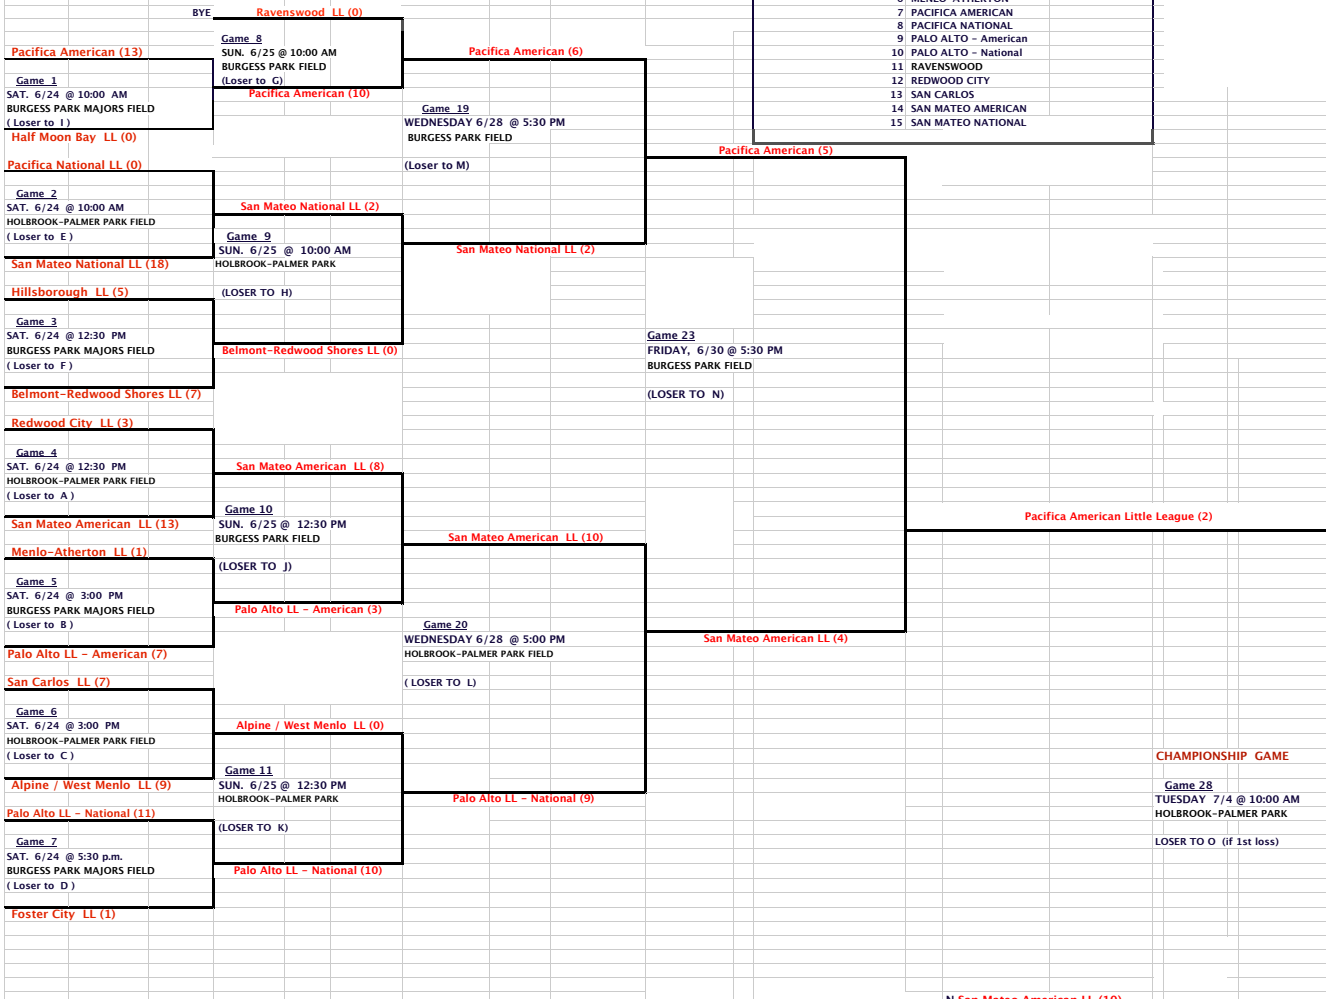 BYE
Ravenswood LL (0)
Game 8
SUN. 6/25 @ 10:00 AM
BURGESS PARK FIELD
(Loser to G)
Pacifica American (10)
Pacifica American (13)
Game 1
SAT. 6/24 @ 10:00 AM
BURGESS PARK MAJORS FIELD
( Loser to I )
Half Moon Bay LL (0)
Pacifica National LL (0)
Game 2
SAT. 6/24 @ 10:00 AM
HOLBROOK-PALMER PARK FIELD
( Loser to E )
San Mateo National LL (18)
Hillsborough LL (5)
Game 3
SAT. 6/24 @ 12:30 PM
BURGESS PARK MAJORS FIELD
( Loser to F )
Belmont-Redwood Shores LL (7)
Redwood City LL (3)
Game 4
SAT. 6/24 @ 12:30 PM
HOLBROOK-PALMER PARK FIELD
( Loser to A )
San Mateo American LL (13)
Menlo-Atherton LL (1)
Game 5
SAT. 6/24 @ 3:00 PM
BURGESS PARK MAJORS FIELD
( Loser to B )
Palo Alto LL - American (7)
San Carlos LL (7)
Game 6
SAT. 6/24 @ 3:00 PM
HOLBROOK-PALMER PARK FIELD
( Loser to C )
Alpine / West Menlo LL (9)
Palo Alto LL - National (11)
Game 7
SAT. 6/24 @ 5:30 p.m.
BURGESS PARK MAJORS FIELD
( Loser to D )
Foster City LL (1)
San Mateo National LL (2)
Game 9
SUN. 6/25 @ 10:00 AM
HOLBROOK-PALMER PARK
(LOSER TO H)
Belmont-Redwood Shores LL (0)
San Mateo American LL (8)
Game 10
SUN. 6/25 @ 12:30 PM
BURGESS PARK FIELD
(LOSER TO J)
Palo Alto LL - American (3)
Alpine / West Menlo LL (0)
Game 11
SUN. 6/25 @ 12:30 PM
HOLBROOK-PALMER PARK
(LOSER TO K)
Palo Alto LL - National (10)
Pacifica American (6)
Game 19
WEDNESDAY 6/28 @ 5:30 PM
BURGESS PARK FIELD
(Loser to M)
San Mateo National LL (2)
San Mateo American LL (10)
Game 20
WEDNESDAY 6/28 @ 5:00 PM
HOLBROOK-PALMER PARK FIELD
( LOSER TO L)
Palo Alto LL - National (9)
Pacifica American (5)
Game 23
FRIDAY, 6/30 @ 5:30 PM
BURGESS PARK FIELD
(LOSER TO N)
San Mateo American LL (4)
6 MENLO-ATHERTON
7 PACIFICA AMERICAN
8 PACIFICA NATIONAL
9 PALO ALTO - American
10 PALO ALTO - National
11 RAVENSWOOD
12 REDWOOD CITY
13 SAN CARLOS
14 SAN MATEO AMERICAN
15 SAN MATEO NATIONAL
Pacifica American Little League (2)
CHAMPIONSHIP GAME
Game 28
TUESDAY 7/4 @ 10:00 AM
HOLBROOK-PALMER PARK
LOSER TO O (if 1st loss)
N San Mateo American LL (10)